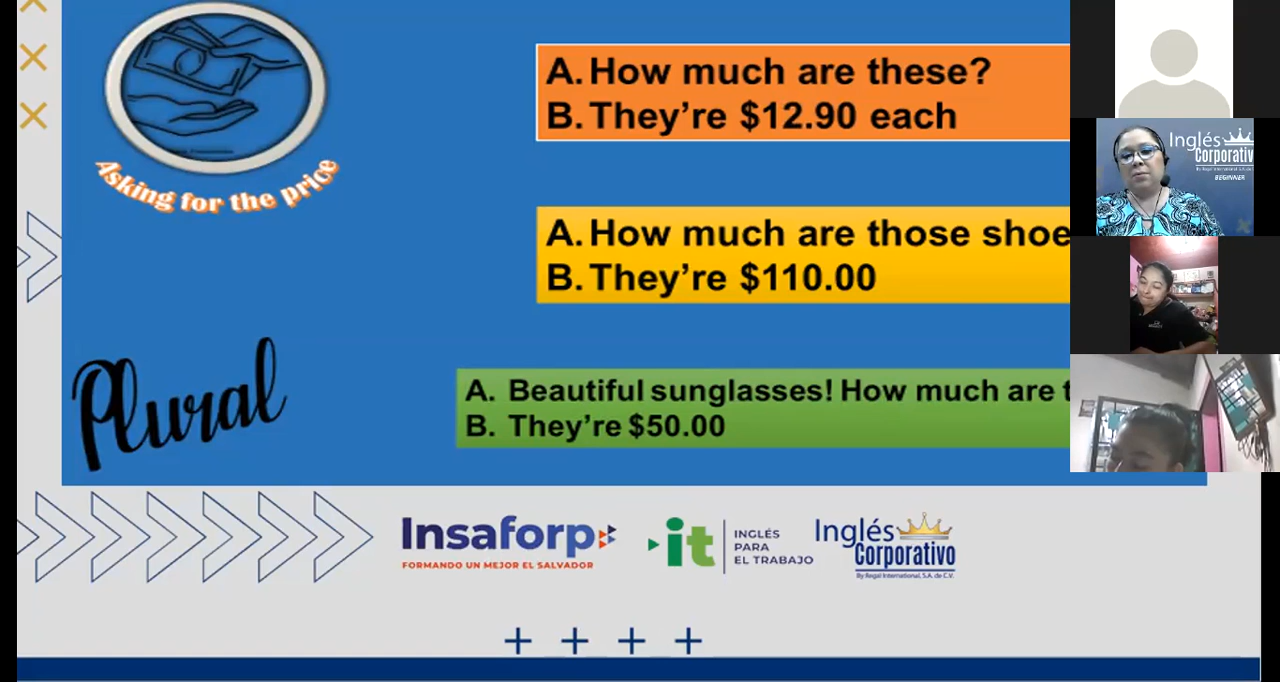 Asking for the price
A. How much are these?
B. They're $12.90 each
A. How much are those shoe
B. They're $110.00
Plural
A. Beautiful sunglasses! How much are t
B. They're $50.00
Inglés
Corporativo
BEGINNER
Insaforp
FORMANDO UN MEJOR EL SALVADOR
it
INGLÉS
PARA
EL TRABAJO
Inglés
Corporativo
By Regal International, S.A. de C.V.